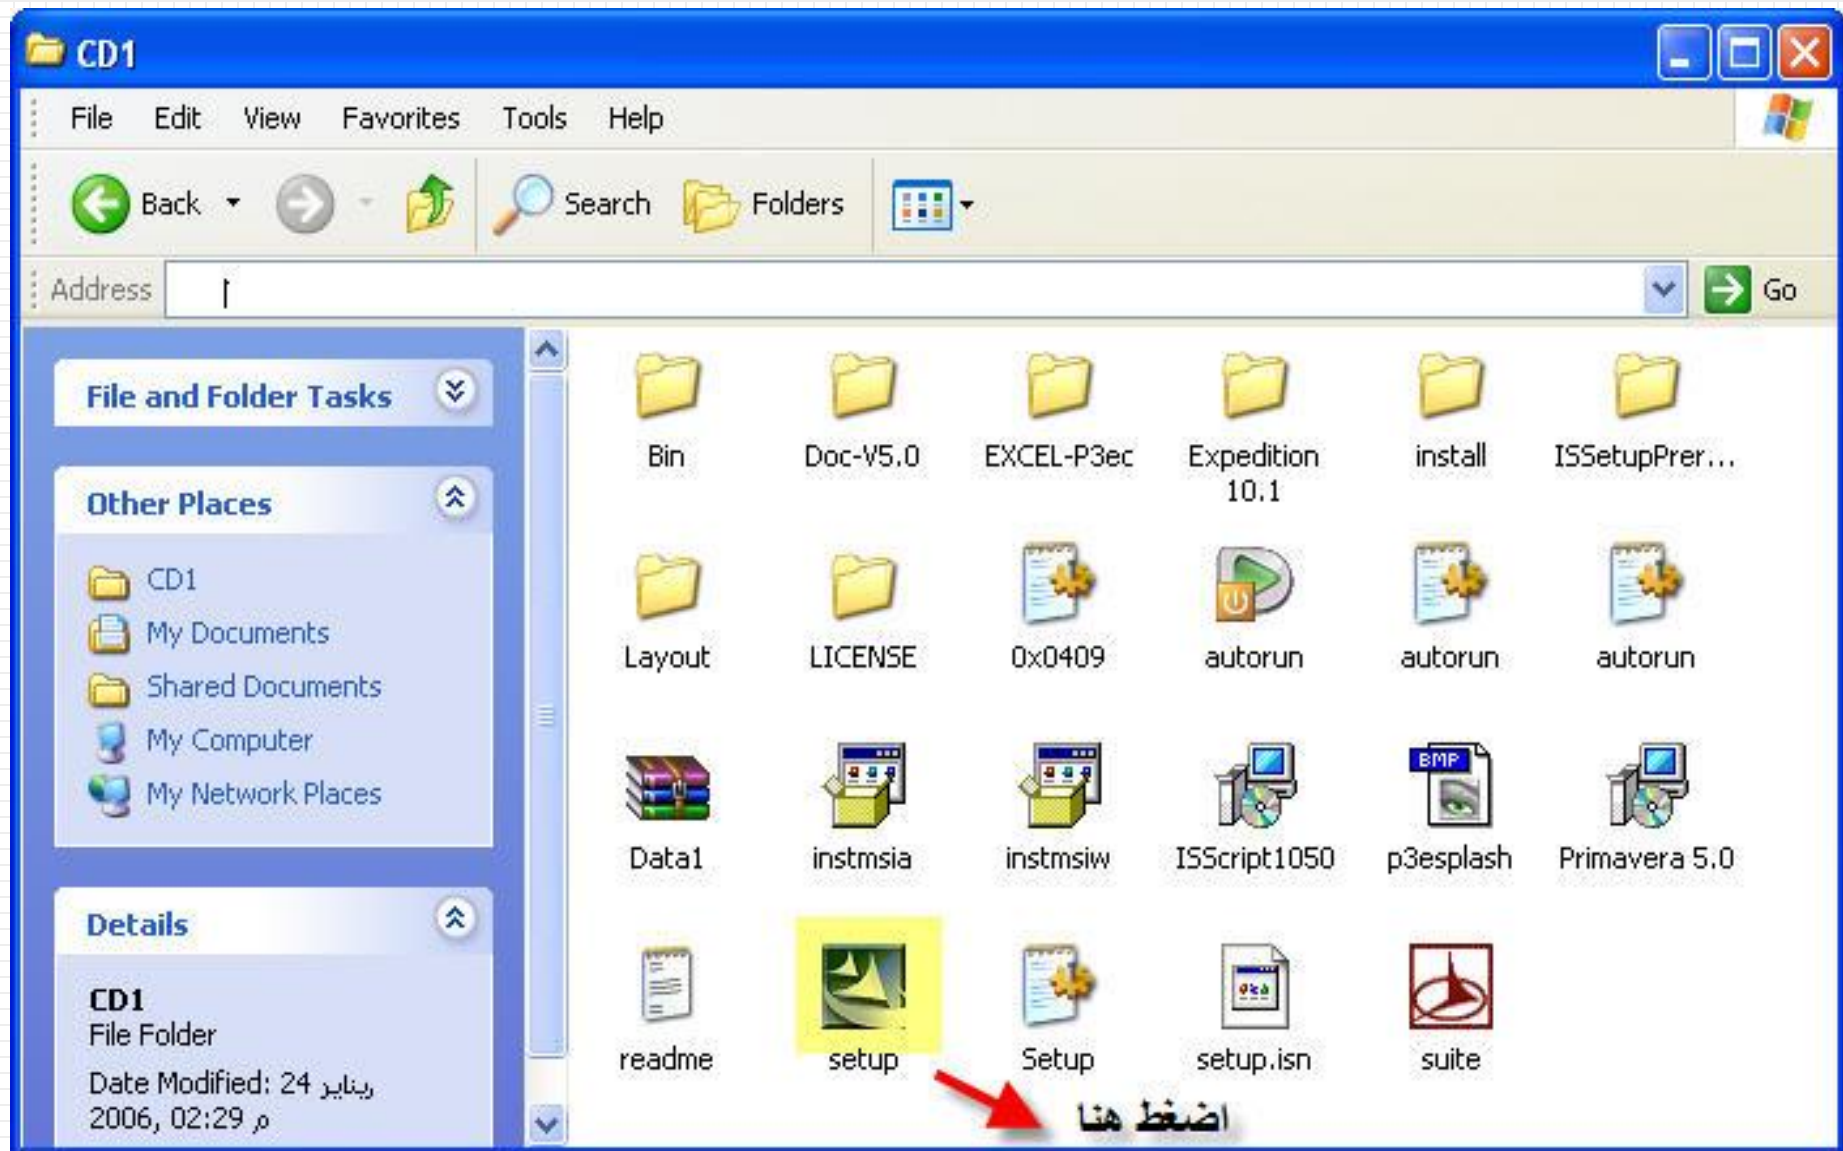 CD1
File Edit View Favorites Tools Help
Back Search Folders
Address Go
File and Folder Tasks
Other Places
CD1
My Documents
Shared Documents
My Computer
My Network Places
Details
CD1
File Folder
Date Modified: 24 يناير,
2006, 02:29 م
Bin Doc-V5.0 EXCEL-P3ec Expedition install ISSetupPrer...
10.1
Layout LICENSE 0x0409 autorun autorun autorun
BMP
Data1 instmsia instmsiw ISScript1050 p3esplash Primavera 5.0
readme setup Setup setup.isn suite
اضغط هنا